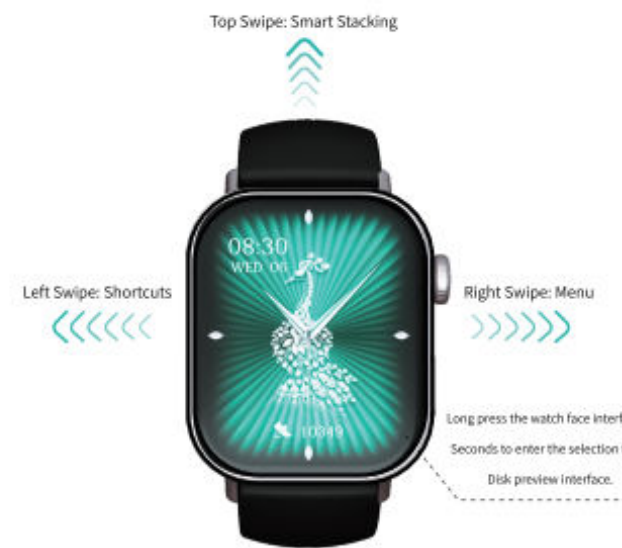 Top Swipe: Smart Stacking
08:30
WED 06
Left Swipe: Shortcuts
Right Swipe: Menu
10349
Long press the watch face
Seconds to enter the selection
Disk preview interface.